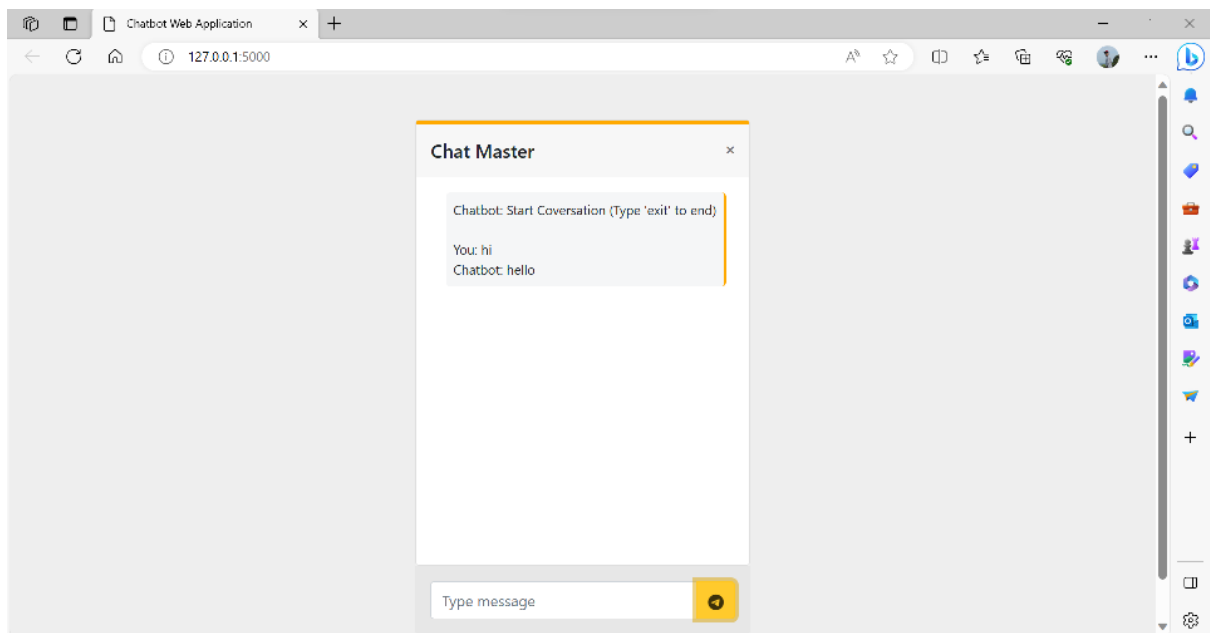 Chatbot Web Application
127.0.0.1:5000
Chat Master
Chatbot: Start Coversation (Type 'exit' to end)
You: hi
Chatbot: hello
Type message